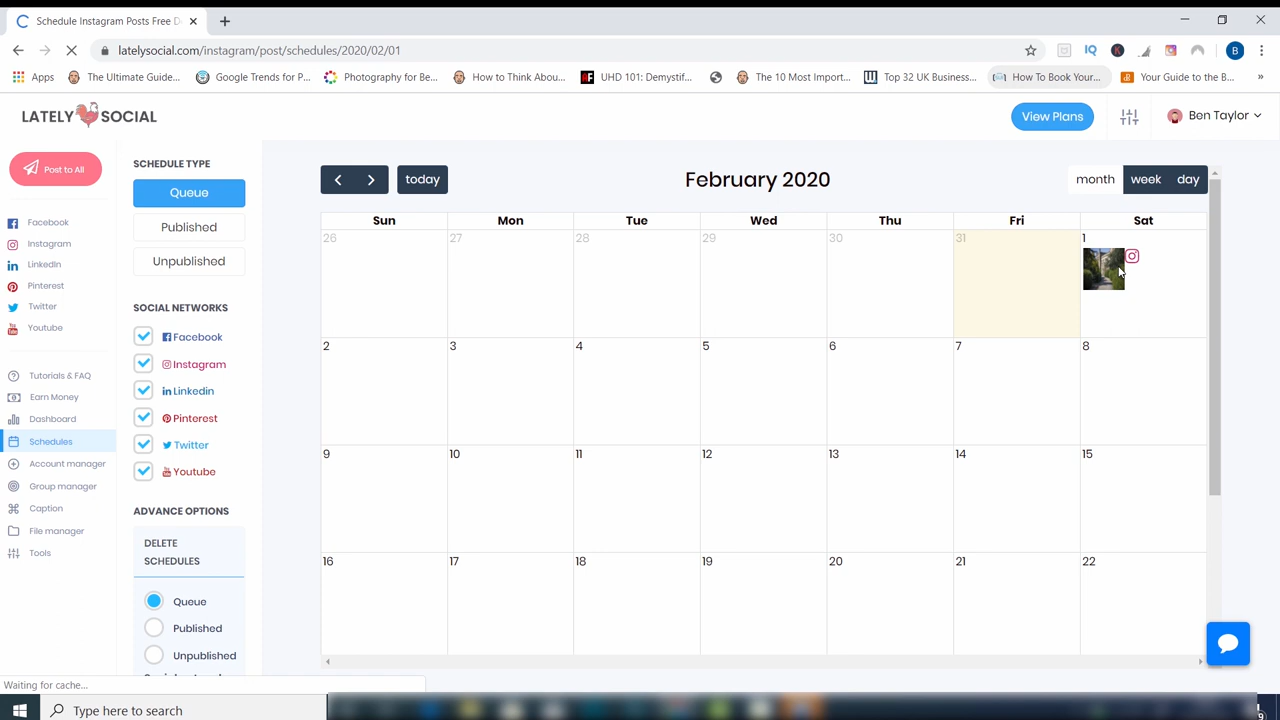 Schedule Instagram Posts Free D
latelysocial.com/instagram/post/schedules/2020/02/01
IQ
K
B
Apps
The Ultimate Guide...
Google Trends for P...
Photography for Be...
How to Think Abou...
UHD 101: Demystif...
The 10 Most Import...
Top 32 UK Business...
How To Book Your...
Your Guide to the B...
»
LATELY SOCIAL
View Plans
Ben Taylor
Post to All
Facebook
Instagram
LinkedIn
Pinterest
Twitter
Youtube
Tutorials & FAQ
Earn Money
Dashboard
Schedules
Account manager
Group manager
Caption
File manager
Tools
SCHEDULE TYPE
Queue
Published
Unpublished
SOCIAL NETWORKS
Facebook
Instagram
Linkedin
Pinterest
Twitter
Youtube
ADVANCE OPTIONS
DELETE
SCHEDULES
Queue
Published
Unpublished
today
February 2020
month week day
Sun Mon Tue Wed Thu Fri Sat
26 27 28 29 30 31 1
2 3 4 5 6 7 8
9 10 11 12 13 14 15
16 17 18 19 20 21 22
Waiting for cache...
Type here to search